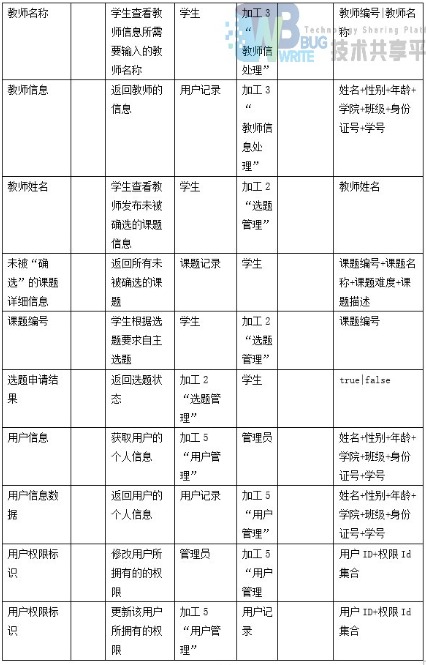 教师名称 学生查看教 学生 加工 3 教师编号|教师名
师信息所需 “ 称
要输入的教 教师信
师名称 息处理”
Technology Sharing Platf
WB BUG
WRITE
技术共享平
教师信息 返回教师的 用户记录 加工 3 姓名+性别+年龄+
信息 “ 学院+班级+身份
教师信 证号+学号
息处
理”
教师姓名 学生查看教 学生 加工 2 教师姓名
师发布未被 “选题
确选的课题 管理”
信息
未被“确 返回所有未 课题记录 学生 课题编号+课题名
选”的课题 被确选的课 称+课题难度+课
详细信息 题 题描述
课题编号 学生根据选 学生 加工 2 课题编号
题要求自主 “选题
选题 管理”
选题申请结 返回选题状 加工 2 学生 true|false
果 态 “选题管
理”
用户信息 获取用户的 加工 5 管理员 姓名+性别+年龄+
个人信息 “用户管 学院+班级+身份
理” 证号+学号
用户信息数 返回用户的 用户记录 加工 5 姓名+性别+年龄+
据 个人信息 “用户 学院+班级+身份
管理” 证号+学号
用户权限标 修改用户所 管理员 加工 5 用户 ID+权限 Id
识 拥有的的权 “用户 集合
限 管理
用户权限标 更新该用户 加工 5 用户记 用户 ID+权限 Id
识 所拥有的权 “用户管 录 集合
限 理”